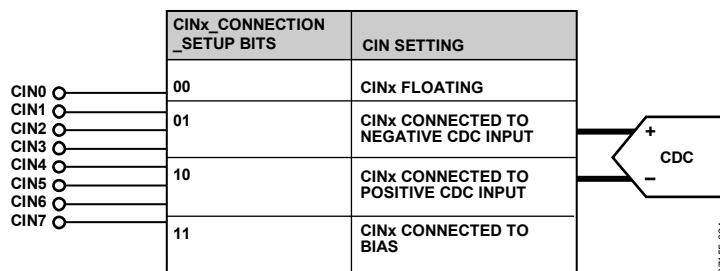 CINx_CONNECTION
_SETUP BITS
CIN SETTING
CIN0
CIN1
CIN2
CIN3
CIN4
CIN5
CIN6
CIN7
00
CINx FLOATING
01
CINx CONNECTED TO
NEGATIVE CDC INPUT
10
CINx CONNECTED TO
POSITIVE CDC INPUT
11
CINx CONNECTED TO
BIAS
+
CDC
−